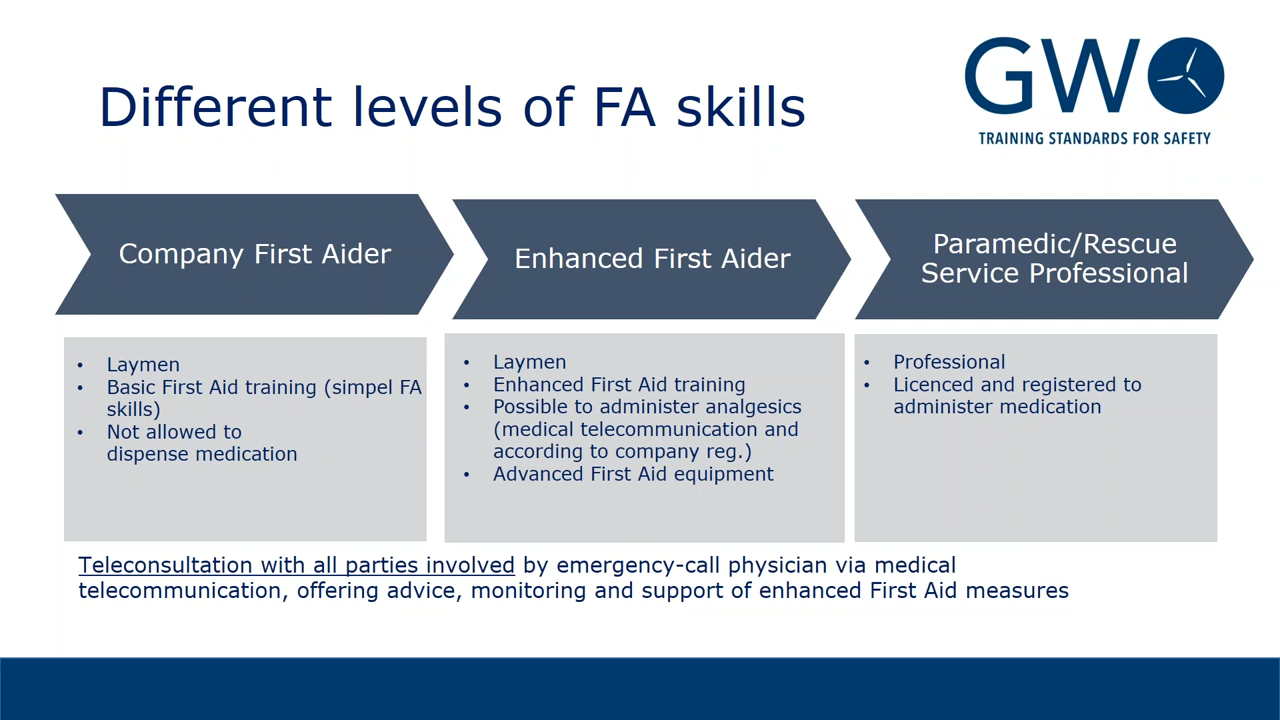 GWO
TRAINING STANDARDS FOR SAFETY
Different levels of FA skills
Company First Aider
• Laymen
• Basic First Aid training (simpel FA
skills)
• Not allowed to
dispense medication
Enhanced First Aider
• Laymen
• Enhanced First Aid training
• Possible to administer analgesics
(medical telecommunication and
according to company reg.)
• Advanced First Aid equipment
Paramedic/Rescue
Service Professional
• Professional
• Licenced and registered to
administer medication
Teleconsultation with all parties involved by emergency-call physician via medical
telecommunication, offering advice, monitoring and support of enhanced First Aid measures